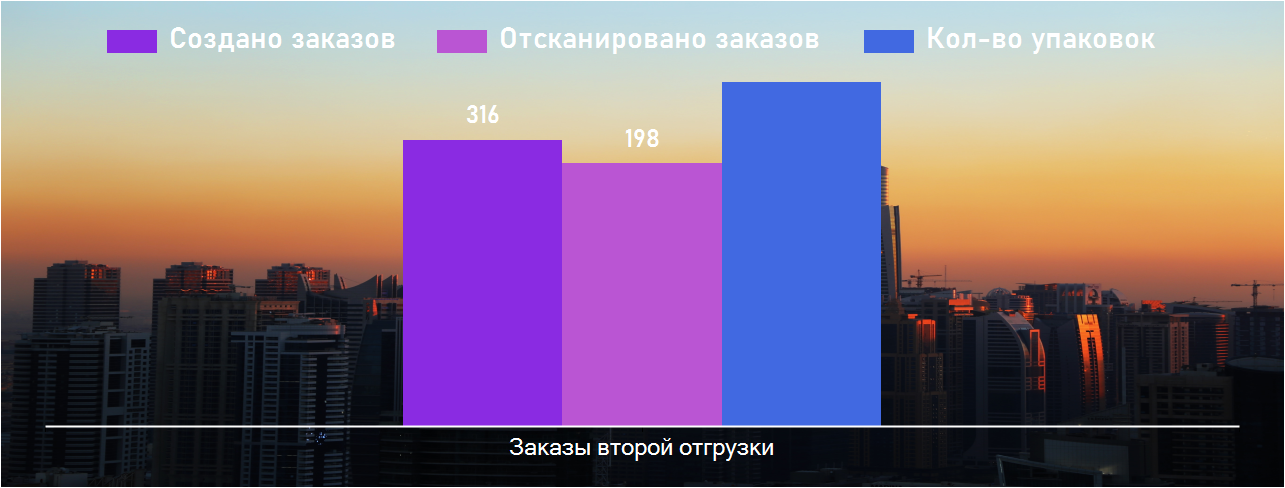 Создано заказов Отсканировано заказов Кол-во упаковок
316
198
Заказы второй отгрузки